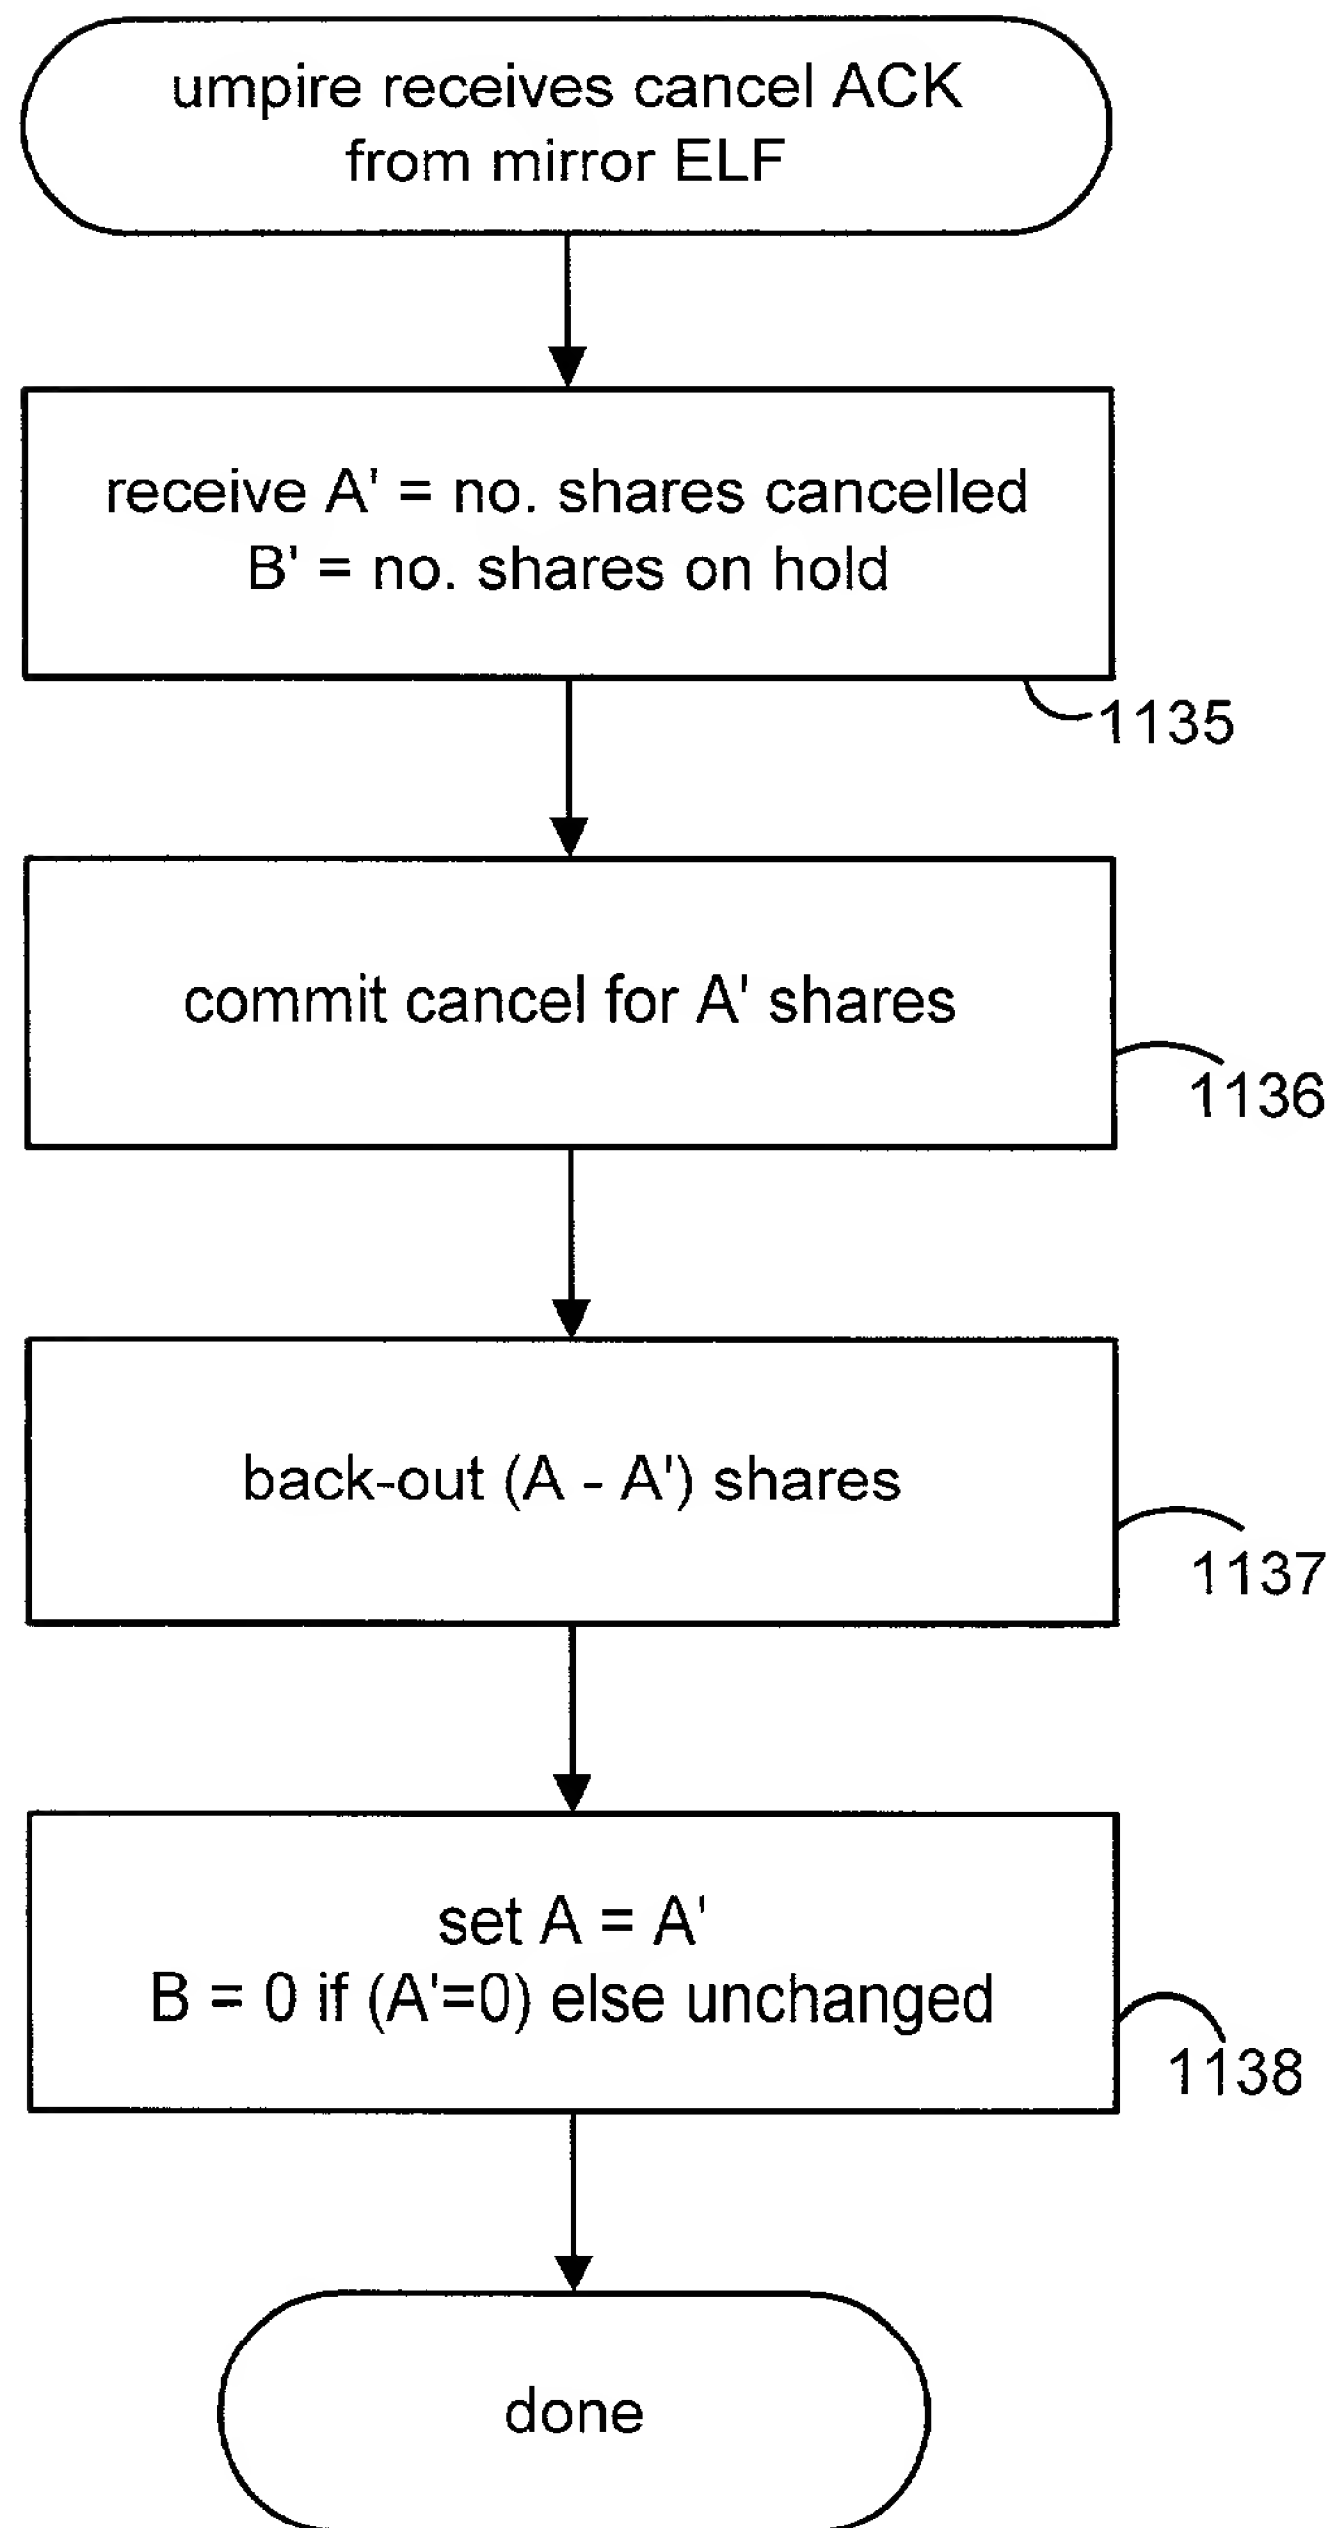 umpire receives cancel ACK
from mirror ELF
receive A' = no. shares cancelled
B' = no. shares on hold
1135
commit cancel for A' shares
1136
back-out (A - A') shares
1137
set A = A'
B = 0 if (A'=0) else unchanged
1138
done